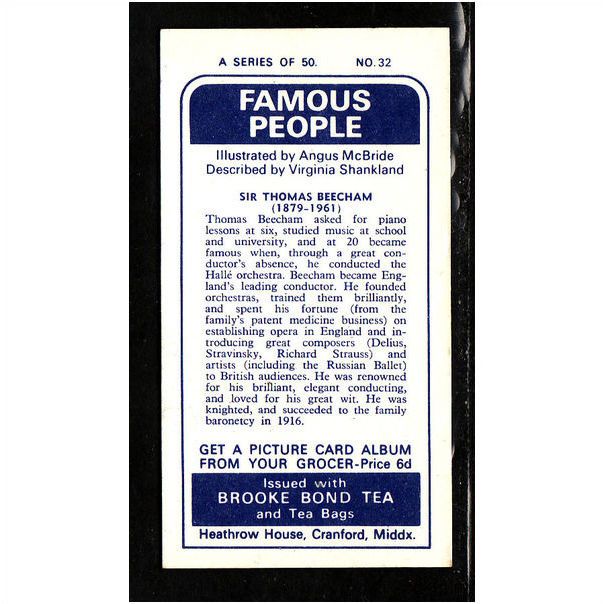 A SERIES OF 50. NO.32
FAMOUS
PEOPLE
Illustrated by Angus McBride
Described by Virginia Shankland
SIR THOMAS BEECHAM
(1879-1961)
Thomas Beecham asked for piano
lessons at six, studied music at school
and university, and at 20 became
famous when, through a great con-
ductor's absence, he conducted the
Hallé orchestra. Beecham became Eng-
land's leading conductor. He founded
orchestras, trained them brilliantly,
and spent his fortune (from the
family's patent medicine business) on
establishing opera in England and in-
troducing great composers (Delius,
Stravinsky, Richard Strauss) and
artists (including the Russian Ballet)
to British audiences. He was renowned
for his brilliant, elegant conducting,
and loved for his great wit. He was
knighted, and succeeded to the family
baronetcy in 1916.
GET A PICTURE CARD ALBUM
FROM YOUR GROCER-Price 6d
Issued with
BROOKE BOND TEA
and Tea Bags
Heathrow House, Cranford, Middx.